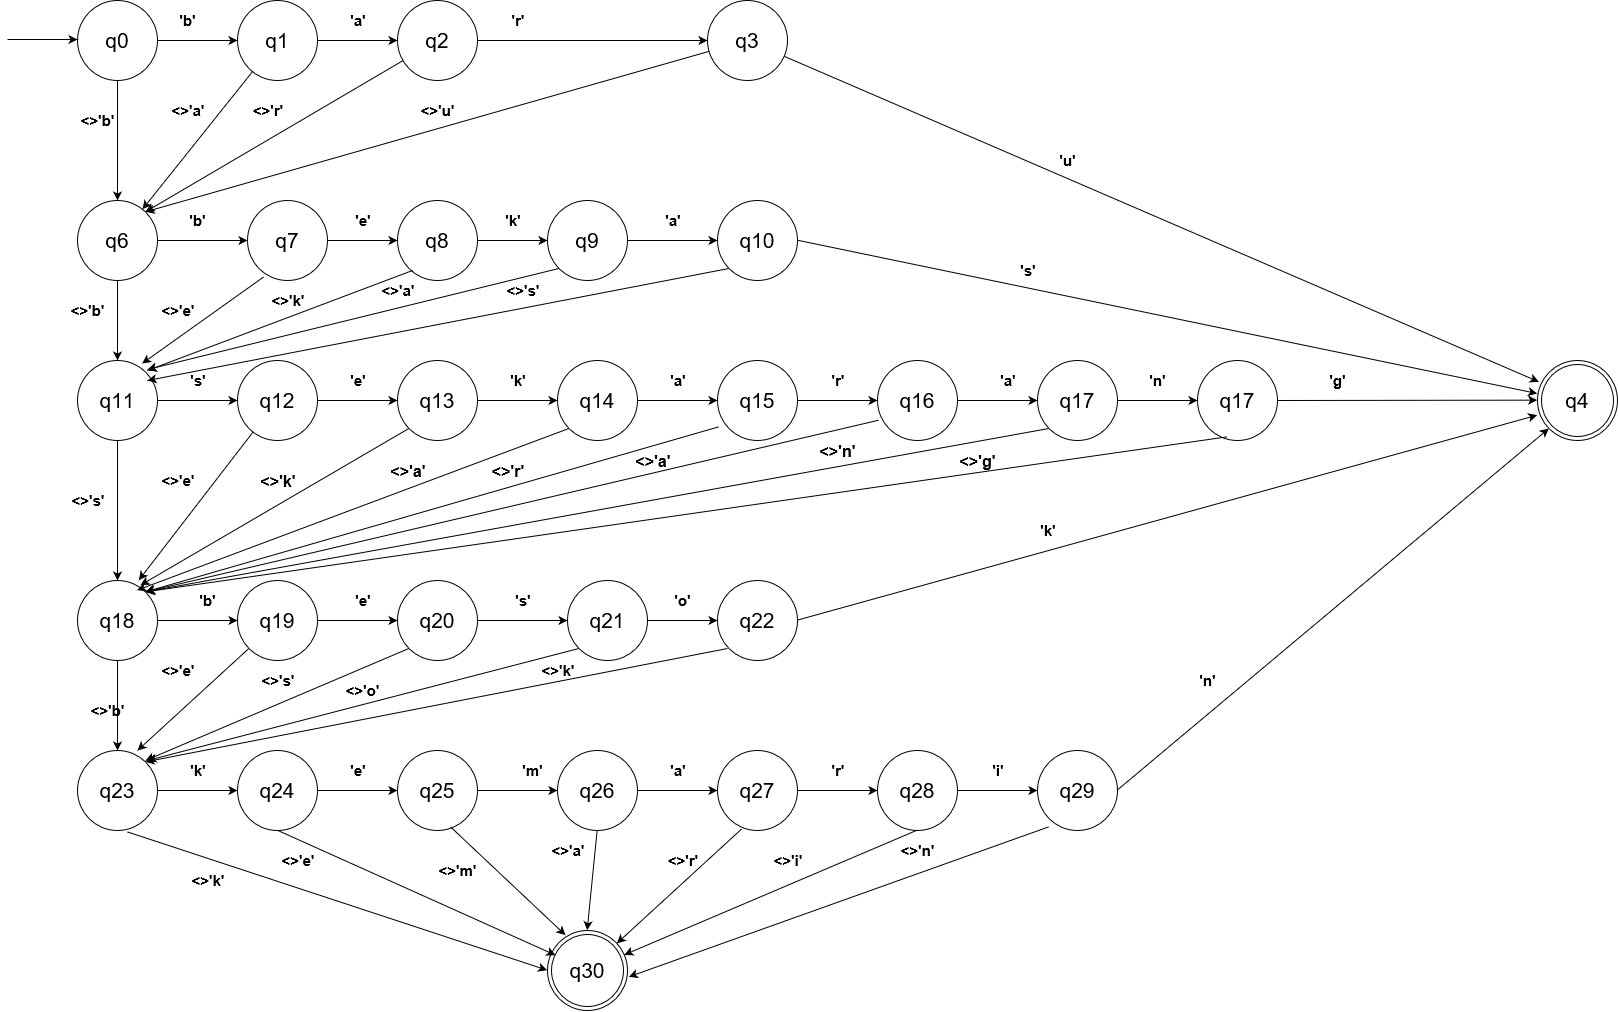 'b' 'a' 'r'
q0 q1 q2 q3
<>'b' <>'a' <>'r' <>'u'
'u'
'b' 'e' 'k' 'a'
q6 q7 q8 q9 q10
's'
<>'b' <>'e' <>'k' <>'a' <>'s'
's' 'e' 'k' 'a' 'r' 'a' 'n' 'g'
q11 q12 q13 q14 q15 q16 q17 q17 q4
<>'s' <>'e' <>'k' <>'a' <>'r' <>'a' <>'n' <>'g'
'k'
'b' 'e' 's' 'o'
q18 q19 q20 q21 q22
<>'b' <>'e' <>'s' <>'o' <>'k'
'n'
'k' 'e' 'm' 'a' 'r' 'i'
q23 q24 q25 q26 q27 q28 q29
<>'k' <>'e' <>'m' <>'a' <>'r' <>'i' <>'n'
q30